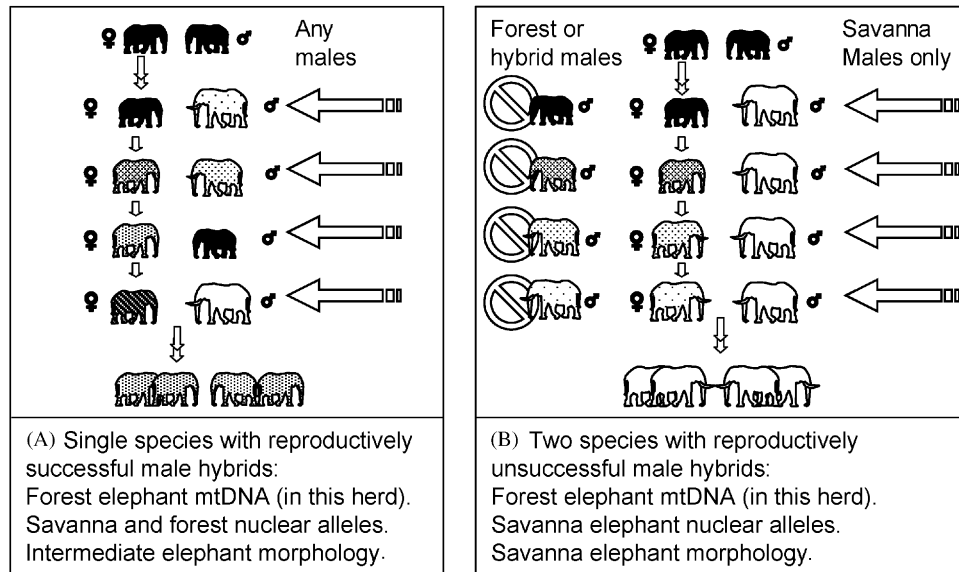 Any
males
Forest or
hybrid males
Savanna
Males only
(A) Single species with reproductively
successful male hybrids:
Forest elephant mtDNA (in this herd).
Savanna and forest nuclear alleles.
Intermediate elephant morphology.
(B) Two species with reproductively
unsuccessful male hybrids:
Forest elephant mtDNA (in this herd).
Savanna elephant nuclear alleles.
Savanna elephant morphology.